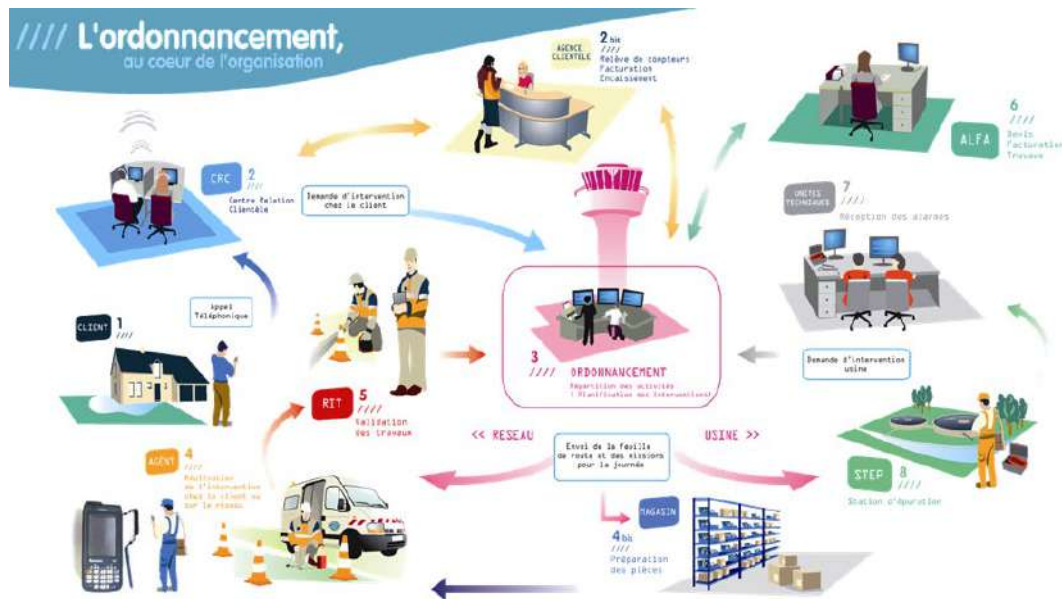 //// L'ordonnancement,
au coeur de l'organisation
AGENCE
CLIENTÈLE
2 bis
////
Relève de compteurs
Facturation
Encaissement
6
////
ALFA
Devis
Facturation
Travaux
CRC
2
////
Centre Relation
Clientèle
Demande d'intervention
chez le client
UNITES
TECHNIQUES
7
////
Réception des alarmes
Appel
Téléphonique
CLIENT
1
////
3
////
ORDONNANCEMENT
Répartition des activités
( Planification des Interventions)
Demande d'intervention
usine
RIT
5
////
Validation
des travaux
<< RESEAU
USINE >>
Envoi de la feuille
de route et des missions
pour la journée
AGENT
4
////
Réalisation
de l'intervention
chez le client ou
sur le réseau
STEP
8
////
Station d'épuration
MAGASIN
4 bis
////
Préparation
des pièces